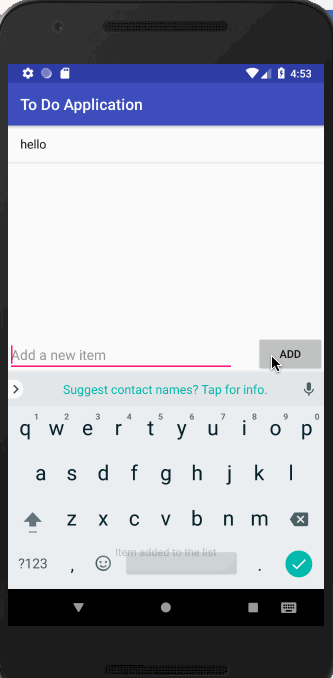 4:53
To Do Application
hello
Add a new item
ADD
Suggest contact names? Tap for info.
1 2 3 4 5 6 7 8 9 0
q w e r t y u i o p
a s d f g h j k l
z x c v b n m
Item added to the list
?123 , .